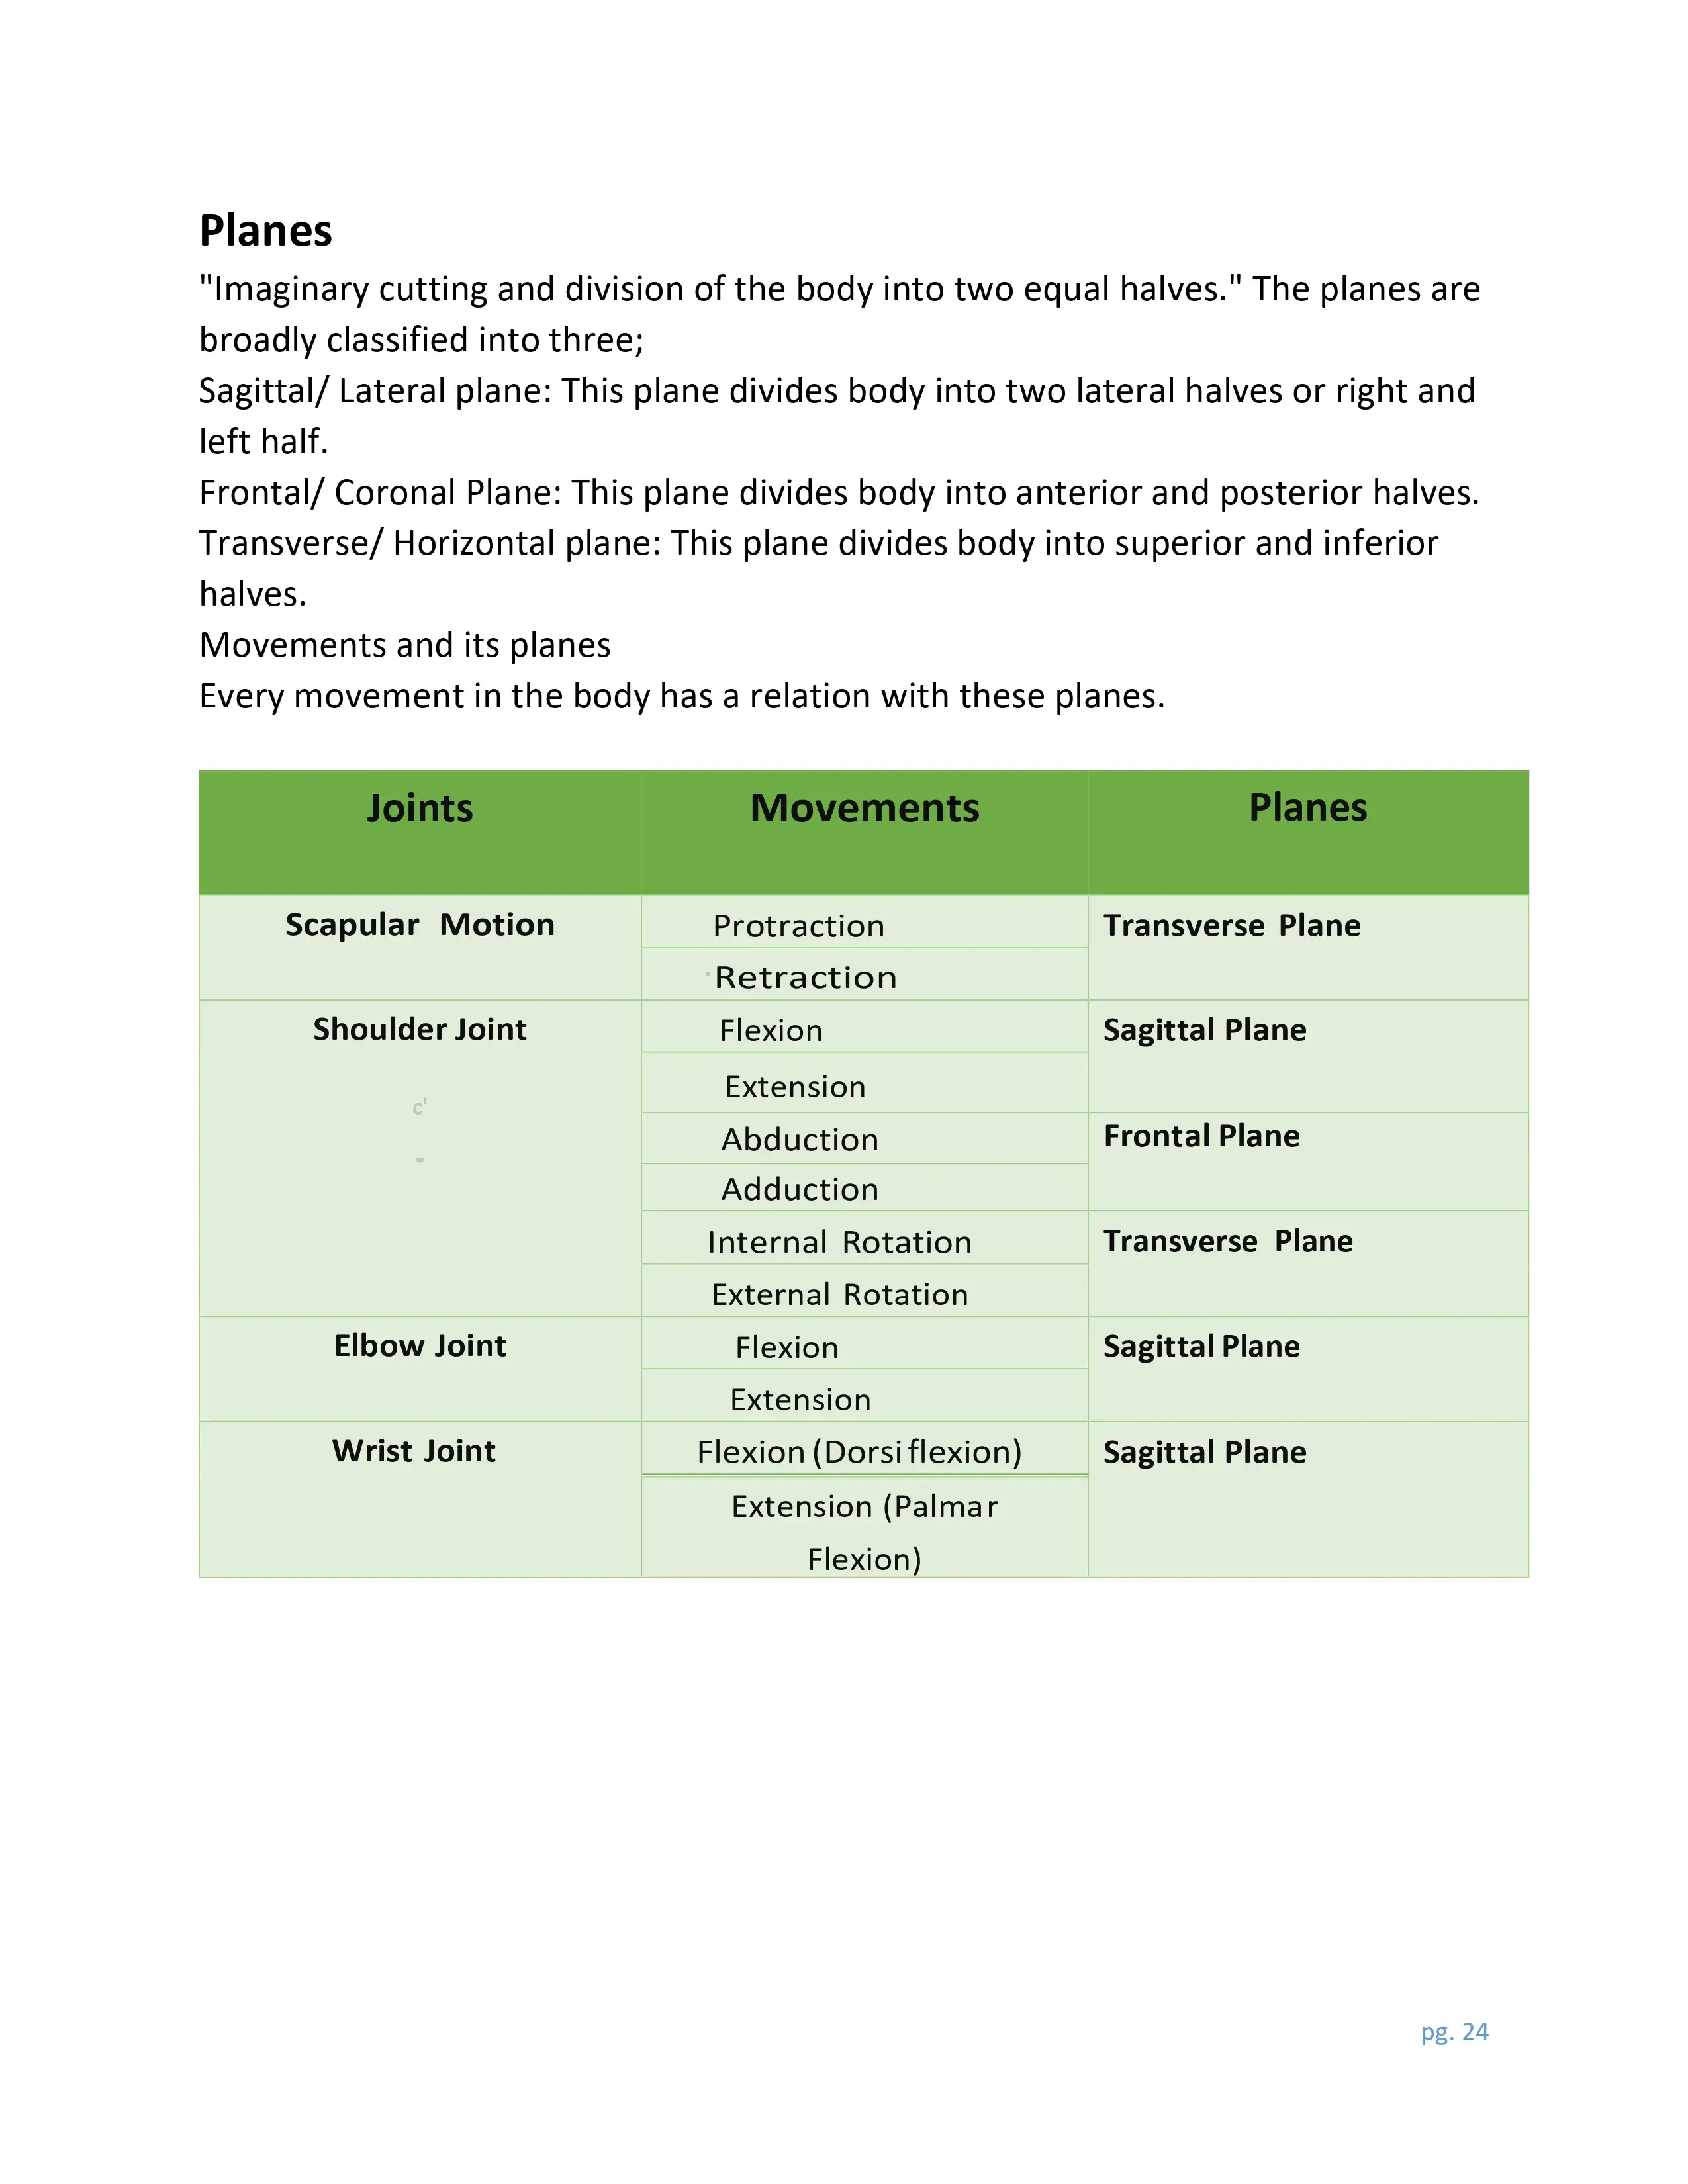 Planes
"Imaginary cutting and division of the body into two equal halves." The planes are
broadly classified into three;
Sagittal/ Lateral plane: This plane divides body into two lateral halves or right and
left half.
Frontal/ Coronal Plane: This plane divides body into anterior and posterior halves.
Transverse/ Horizontal plane: This plane divides body into superior and inferior
halves.
Movements and its planes
Every movement in the body has a relation with these planes.
Joints Movements Planes
Scapular Motion Protraction Transverse Plane
Retraction
Shoulder Joint Flexion Sagittal Plane
Extension
c'
Abduction Frontal Plane
Adduction
Internal Rotation Transverse Plane
External Rotation
Elbow Joint Flexion Sagittal Plane
Extension
Wrist Joint Flexion (Dorsi flexion) Sagittal Plane
Extension (Palmar
Flexion)
pg. 24